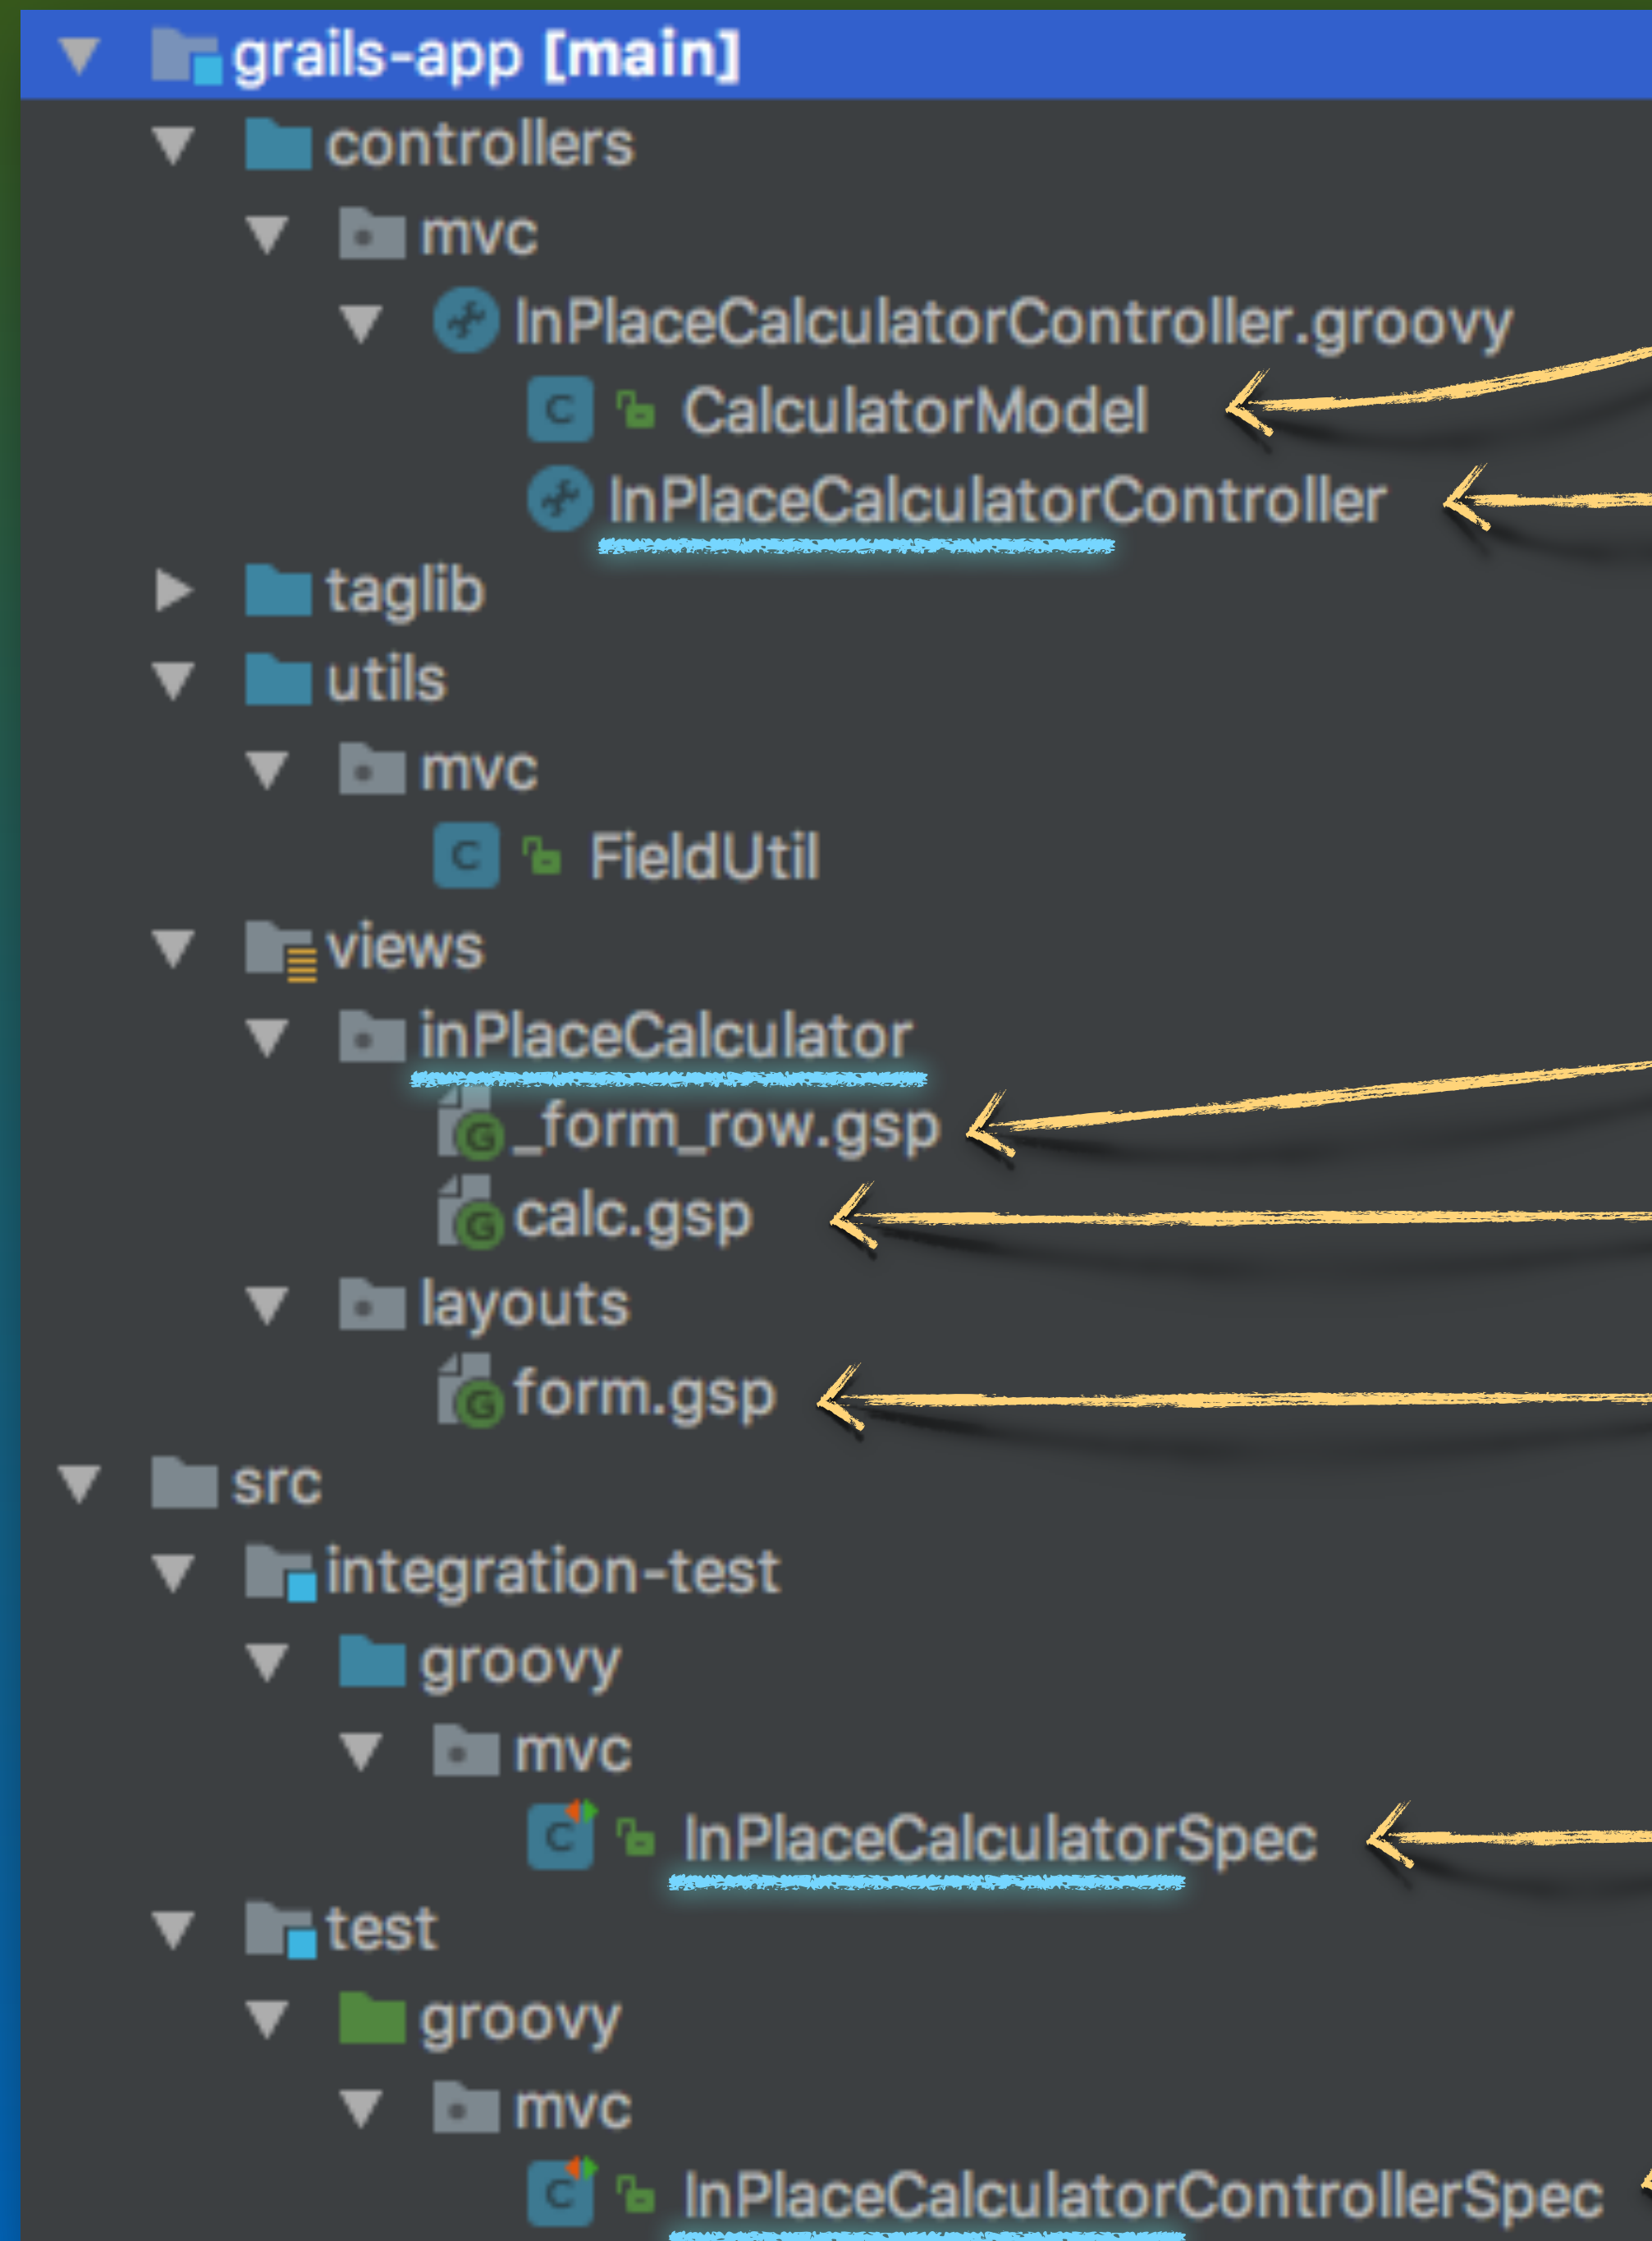 grails-app [main]
controllers
mvc
InPlaceCalculatorController.groovy
CalculatorModel
InPlaceCalculatorController
taglib
utils
mvc
FieldUtil
views
inPlaceCalculator
_form_row.gsp
calc.gsp
layouts
form.gsp
src
integration-test
groovy
mvc
InPlaceCalculatorSpec
test
groovy
mvc
InPlaceCalculatorControllerSpec